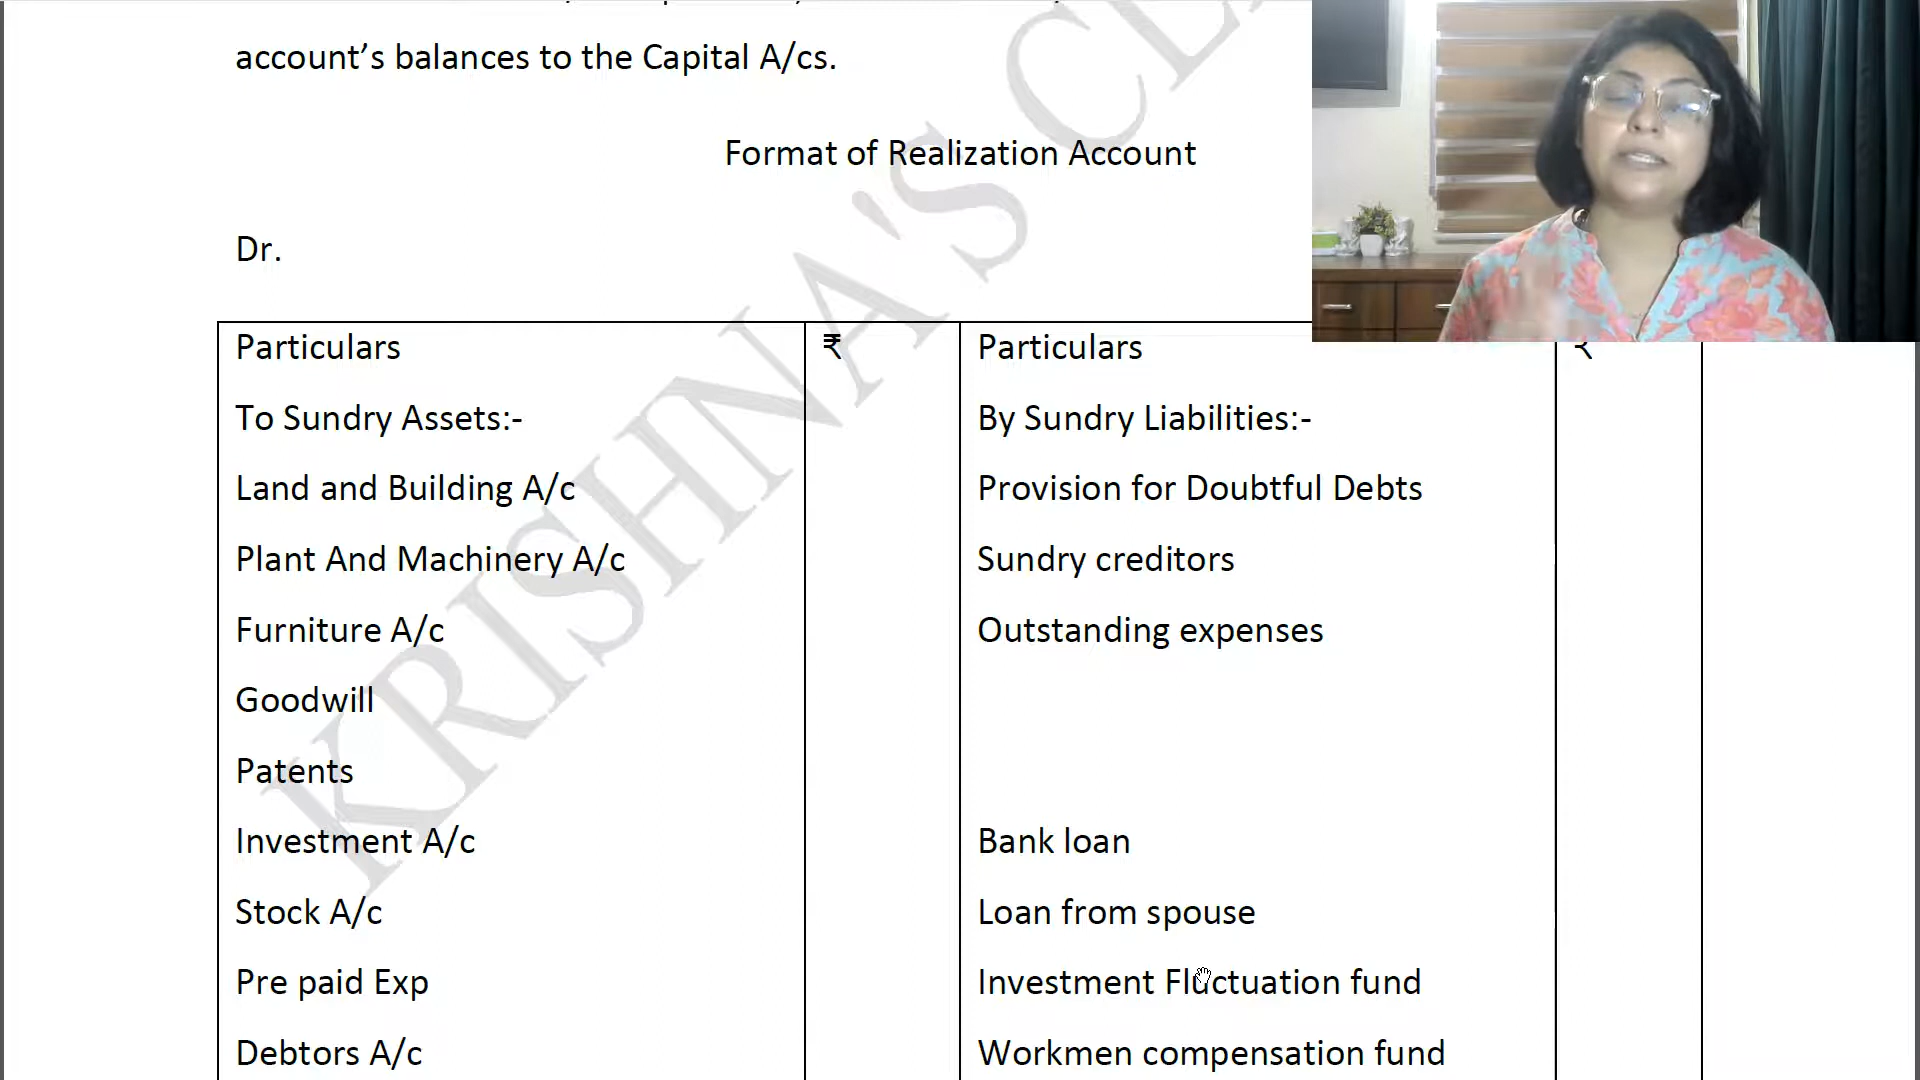 account’s balances to the Capital A/cs.
Format of Realization Account
Dr.
Particulars ₹ Particulars ₹
To Sundry Assets:- By Sundry Liabilities:-
Land and Building A/c Provision for Doubtful Debts
Plant And Machinery A/c Sundry creditors
Furniture A/c Outstanding expenses
Goodwill
Patents
Investment A/c Bank loan
Stock A/c Loan from spouse
Pre paid Exp Investment Fluctuation fund
Debtors A/c Workmen compensation fund
KRISHNA'S CL